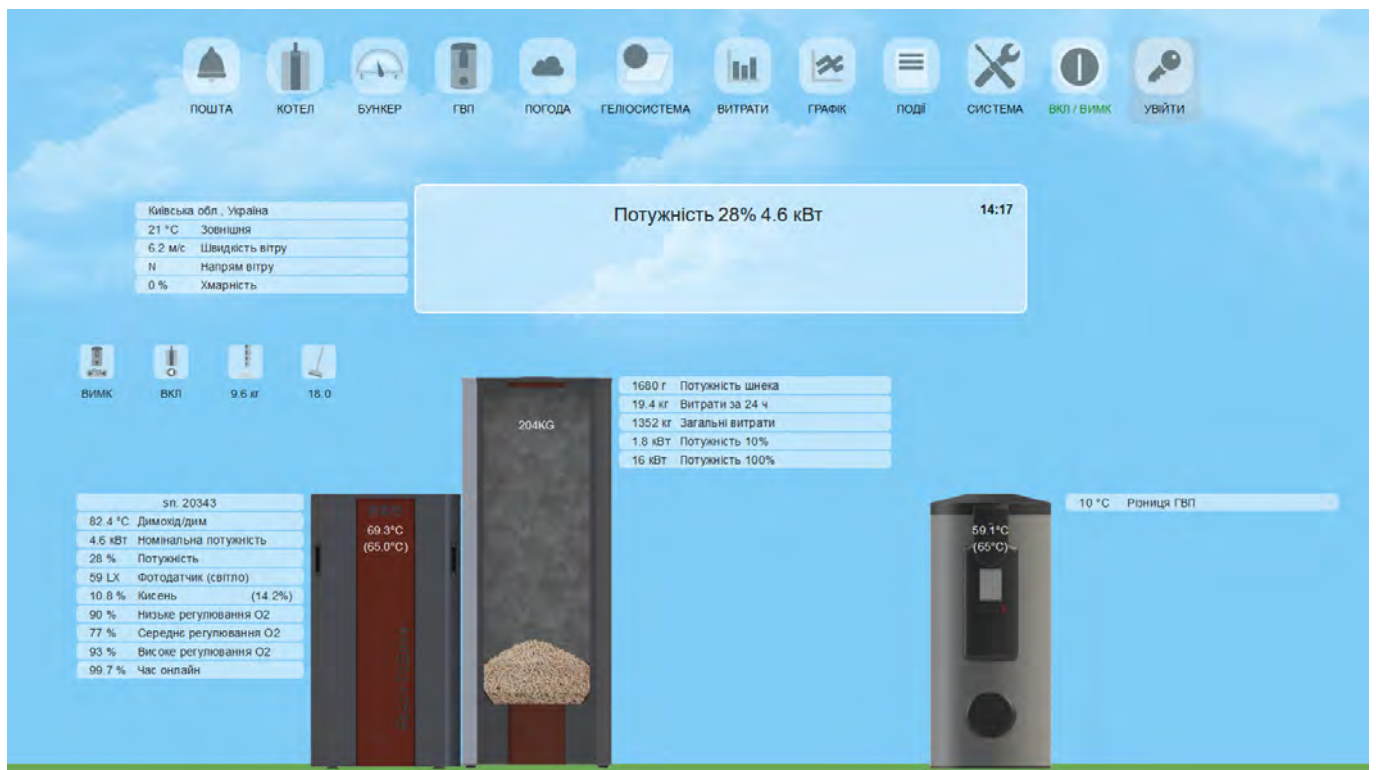 ПОШТА КОТЕЛ БУНКЕР ГВП ПОГОДА ГЕЛІОСИСТЕМА ВИТРАТИ ГРАФІК ПОДІЇ СИСТЕМА ВКЛ / ВИМК УВІЙТИ
Київська обл., Україна
21 °C Зовнішня
6.2 м/с Швидкість вітру
N Напрям вітру
0 % Хмарність
Потужність 28% 4.6 кВт
14:17
ВИМК ВКЛ 9.6 кг 18.0
204KG
1680 г Потужність шнека
19.4 кг Витрати за 24 ч
1352 кг Загальні витрати
1.8 кВт Потужність 10%
16 кВт Потужність 100%
sn. 20343
82.4 °C Димохід/дим
4.6 кВт Номінальна потужність
28 % Потужність
59 LX Фотодатчик (світло)
10.8 % Кисень (14.2%)
90 % Низьке регулювання О2
77 % Середнє регулювання О2
93 % Високе регулювання О2
99.7 % Час онлайн
69.3°C
(65.0°C)
59.1°C
(65°C)
10 °C Різниця ГВП